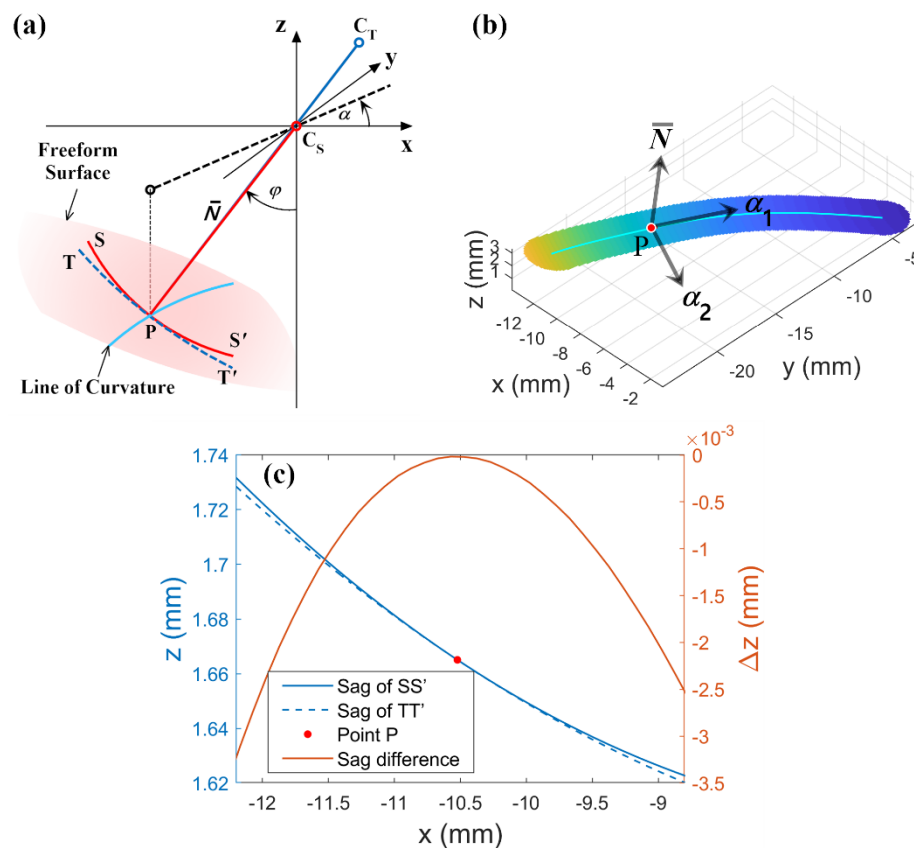 (a)
z
C_T
y
α
C_S
x
Freeform
Surface
N̄
φ
S
T
P
S′
T′
Line of Curvature
(b)
N̄
α₁
P
α₂
z (mm)
3
2
1
-12
-10
-8
-6
-4
-2
x (mm)
-20
-15
-10
-5
y (mm)
(c)
×10⁻³
1.74
1.72
1.7
1.68
1.66
1.64
1.62
z (mm)
0
-0.5
-1
-1.5
-2
-2.5
-3
-3.5
Δz (mm)
Sag of SS'
Sag of TT'
Point P
Sag difference
-12
-11.5
-11
-10.5
-10
-9.5
-9
x (mm)